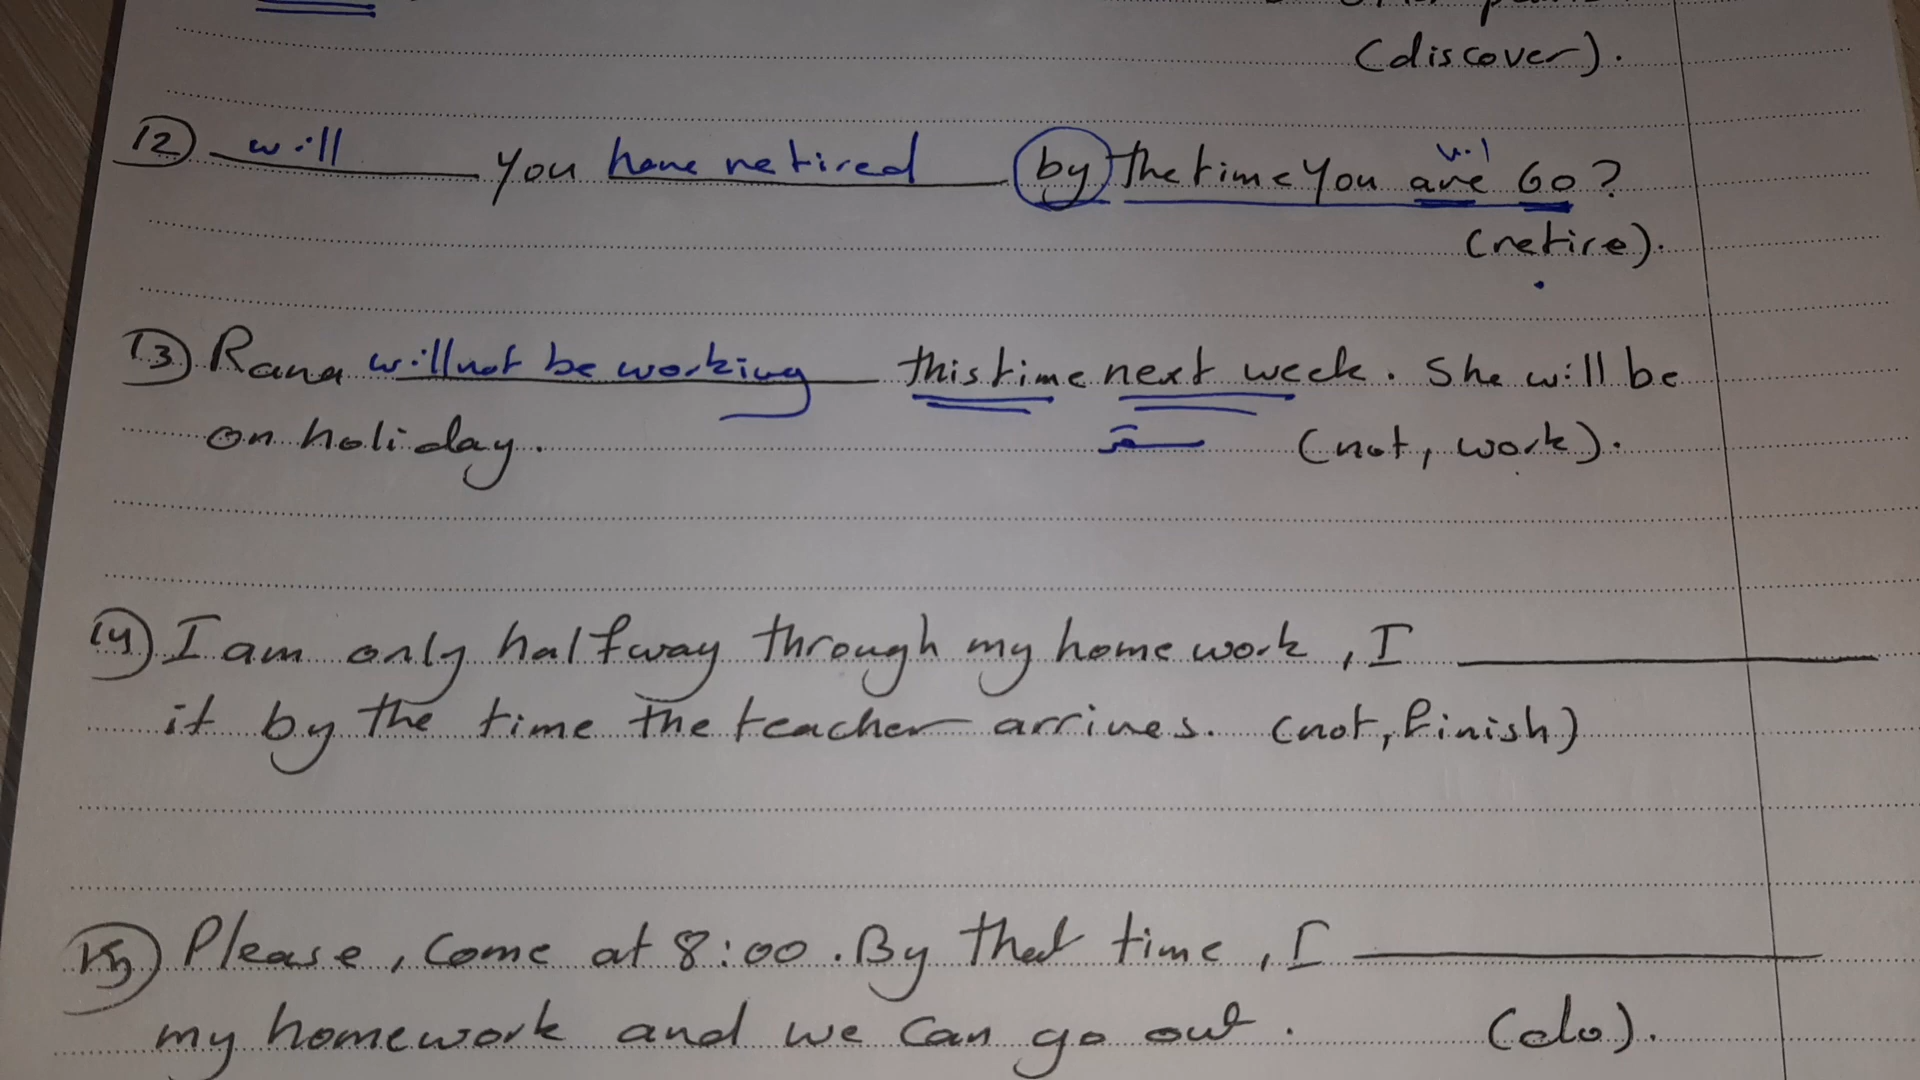 (discover).
12 will you have retired by the time you are 60?
(retire).
13 Rana will not be working this time next week. She will be
on holiday. (not, work).
14 I am only halfway through my homework, I
it by the time the teacher arrives. (not, finish)
15 Please, come at 8:00. By that time, I
my homework and we can go out. (do).